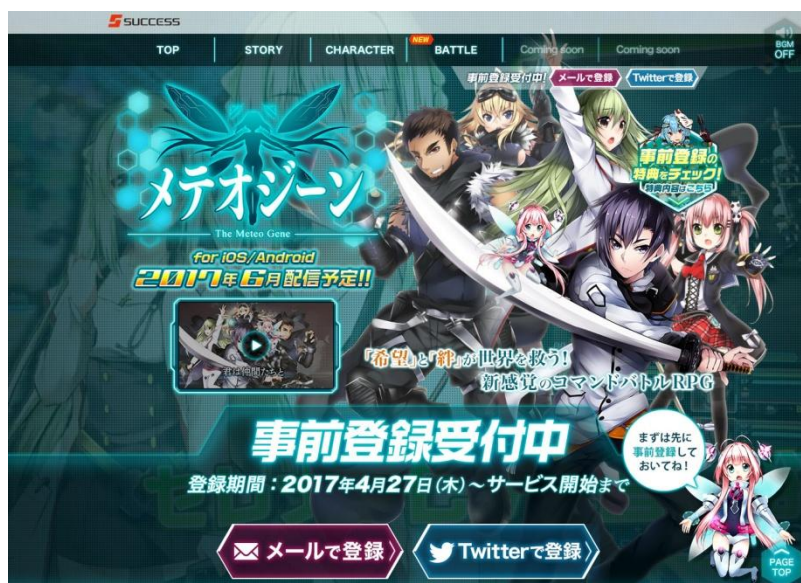 SUCCESS
TOP STORY CHARACTER NEW BATTLE Coming soon Coming soon
BGM
OFF
事前登録受付中! メールで登録 Twitterで登録
事前登録の
特典をチェック!
特典内容はこちら
メテオジーン
The Meteo Gene
for iOS/Android
2017年6月配信予定!!
君は仲間たちと
「希望」と「絆」が世界を救う!
新感覚のコマンドバトルRPG
事前登録受付中
登録期間:2017年4月27日(木)~サービス開始まで
まずは先に
事前登録して
おいてね!
メールで登録 Twitterで登録
PAGE
TOP